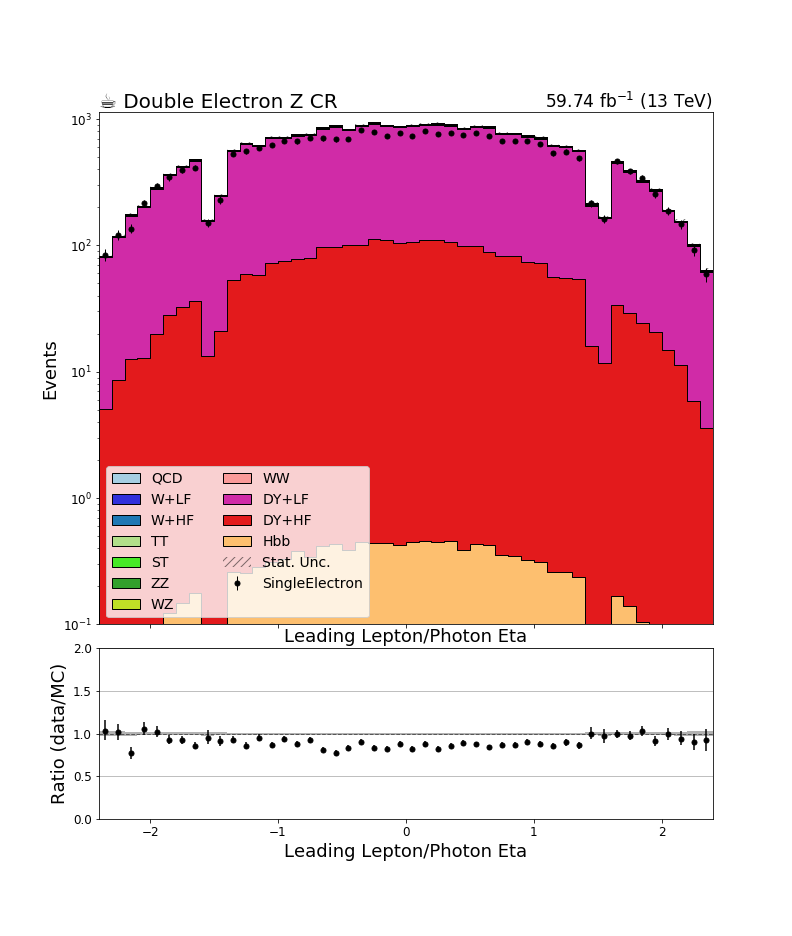 ☕ Double Electron Z CR
59.74 fb⁻¹ (13 TeV)
10³
10²
10¹
10⁰
10⁻¹
Events
QCD
W+LF
W+HF
TT
ST
ZZ
WZ
WW
DY+LF
DY+HF
Hbb
Stat. Unc.
SingleElectron
Leading Lepton/Photon Eta
2.0
1.5
1.0
0.5
0.0
Ratio (data/MC)
−2 −1 0 1 2
Leading Lepton/Photon Eta